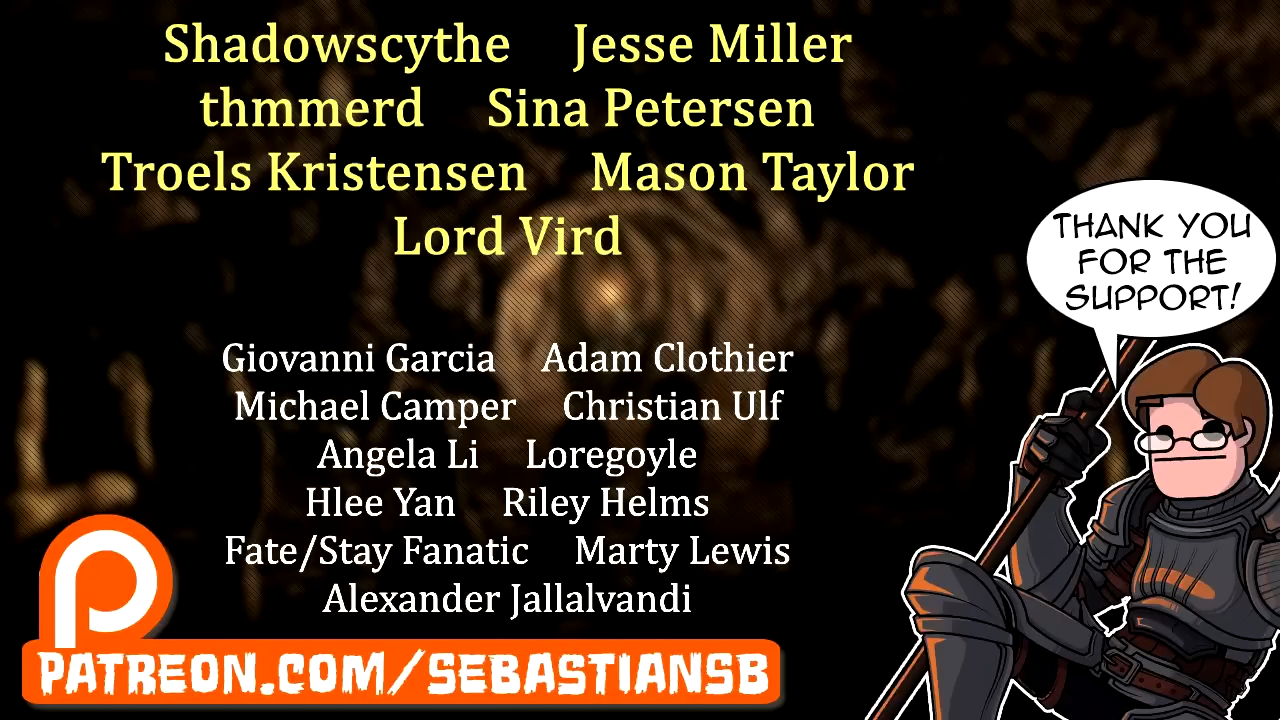 Shadowscythe Jesse Miller
thmmerd Sina Petersen
Troels Kristensen Mason Taylor
Lord Vird
THANK YOU
FOR THE
SUPPORT!
Giovanni Garcia Adam Clothier
Michael Camper Christian Ulf
Angela Li Loregoyle
Hlee Yan Riley Helms
Fate/Stay Fanatic Marty Lewis
Alexander Jallalvandi
PATREON.COM/SEBASTIANSB